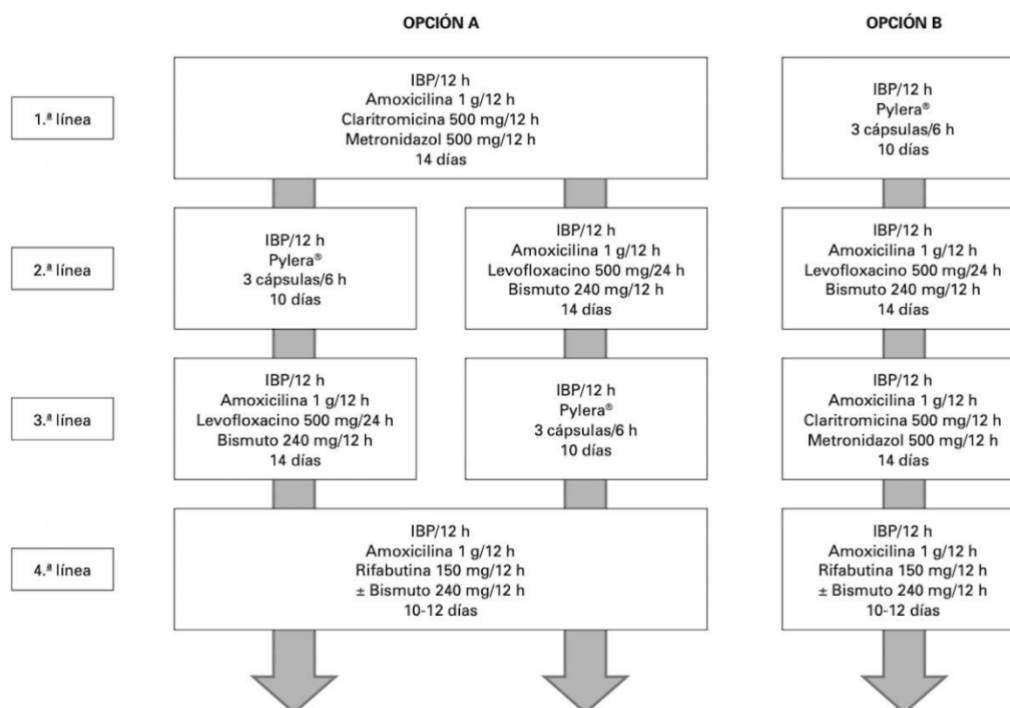 OPCIÓN A
OPCIÓN B
1.ª línea
IBP/12 h
Amoxicilina 1 g/12 h
Claritromicina 500 mg/12 h
Metronidazol 500 mg/12 h
14 días
IBP/12 h
Pylera®
3 cápsulas/6 h
10 días
2.ª línea
IBP/12 h
Pylera®
3 cápsulas/6 h
10 días
IBP/12 h
Amoxicilina 1 g/12 h
Levofloxacino 500 mg/24 h
Bismuto 240 mg/12 h
14 días
IBP/12 h
Amoxicilina 1 g/12 h
Levofloxacino 500 mg/24 h
Bismuto 240 mg/12 h
14 días
3.ª línea
IBP/12 h
Amoxicilina 1 g/12 h
Levofloxacino 500 mg/24 h
Bismuto 240 mg/12 h
14 días
IBP/12 h
Pylera®
3 cápsulas/6 h
10 días
IBP/12 h
Amoxicilina 1 g/12 h
Claritromicina 500 mg/12 h
Metronidazol 500 mg/12 h
14 días
4.ª línea
IBP/12 h
Amoxicilina 1 g/12 h
Rifabutina 150 mg/12 h
± Bismuto 240 mg/12 h
10-12 días
IBP/12 h
Amoxicilina 1 g/12 h
Rifabutina 150 mg/12 h
± Bismuto 240 mg/12 h
10-12 días